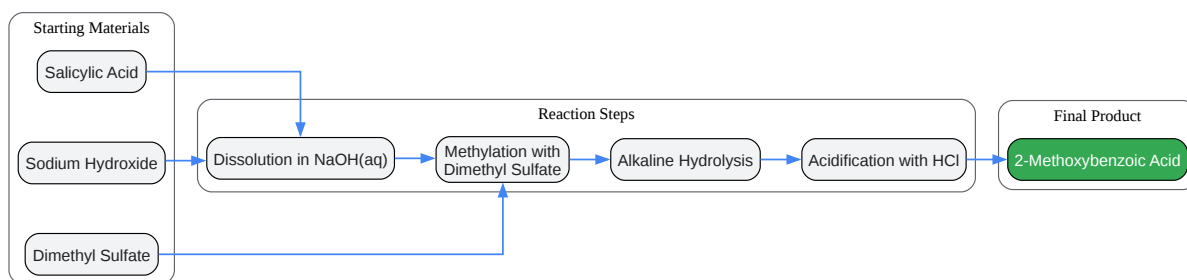 Starting Materials
Salicylic Acid
Sodium Hydroxide
Dimethyl Sulfate
Reaction Steps
Dissolution in NaOH(aq)
Methylation with
Dimethyl Sulfate
Alkaline Hydrolysis
Acidification with HCl
Final Product
2-Methoxybenzoic Acid